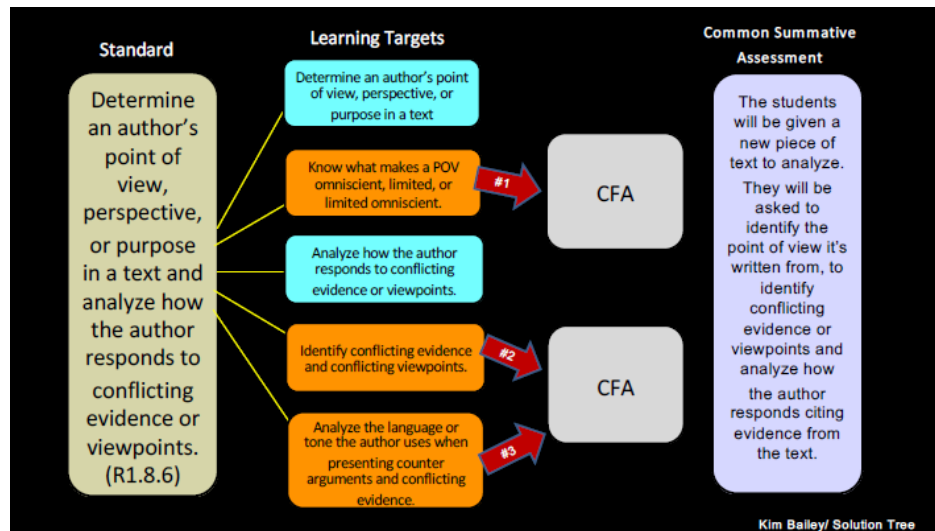 Standard
Determine
an author's
point of
view,
perspective,
or purpose
in a text and
analyze how
the author
responds to
conflicting
evidence or
viewpoints.
(R1.8.6)
Learning Targets
Determine an author's point
of view, perspective, or
purpose in a text
Know what makes a POV
omniscient, limited, or
limited omniscient.
#1
CFA
Analyze how the author
responds to conflicting
evidence or viewpoints.
Identify conflicting evidence
and conflicting viewpoints.
#2
CFA
Analyze the language or
tone the author uses when
presenting counter
arguments and conflicting
evidence.
#3
Common Summative
Assessment
The students
will be given a
new piece of
text to analyze.
They will be
asked to
identify the
point of view it's
written from, to
identify
conflicting
evidence or
viewpoints and
analyze how
the author
responds citing
evidence from
the text.
Kim Bailey/ Solution Tree